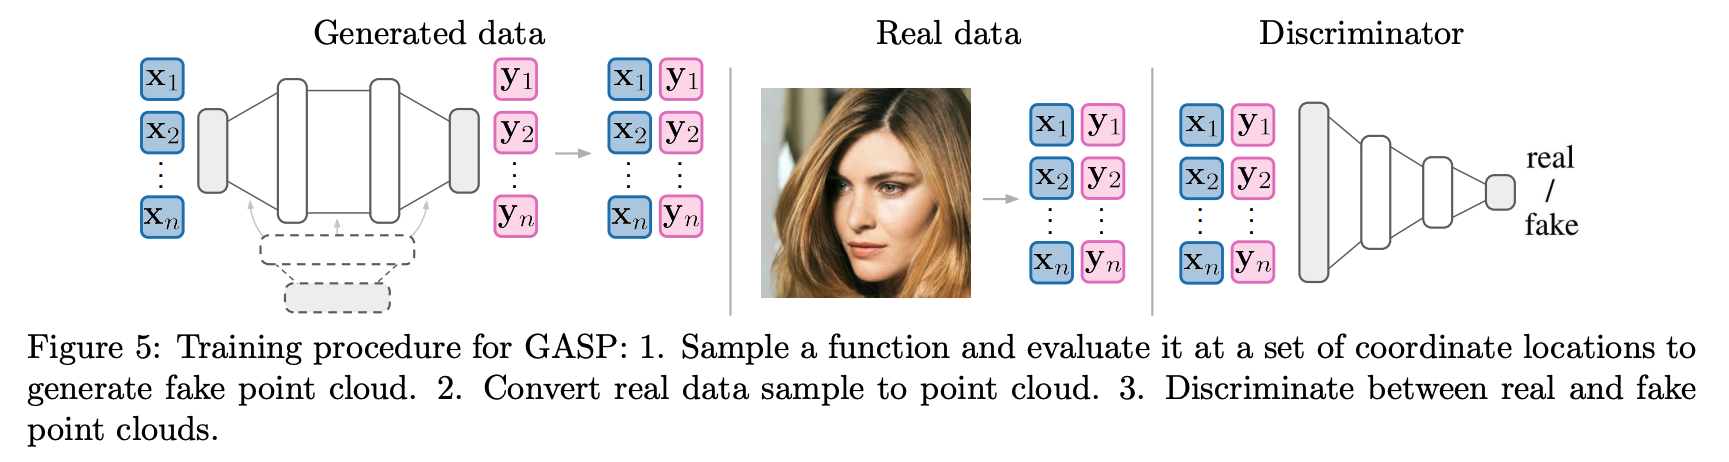 Generated data
Real data
Discriminator
x1 y1 x1 y1
x2 y2 x2 y2
⋮ ⋮ ⋮ ⋮
xn yn xn yn
x1 y1
x2 y2
⋮ ⋮
xn yn
x1 y1
x2 y2
⋮ ⋮
xn yn
real
/
fake
Figure 5: Training procedure for GASP: 1. Sample a function and evaluate it at a set of coordinate locations to
generate fake point cloud. 2. Convert real data sample to point cloud. 3. Discriminate between real and fake
point clouds.